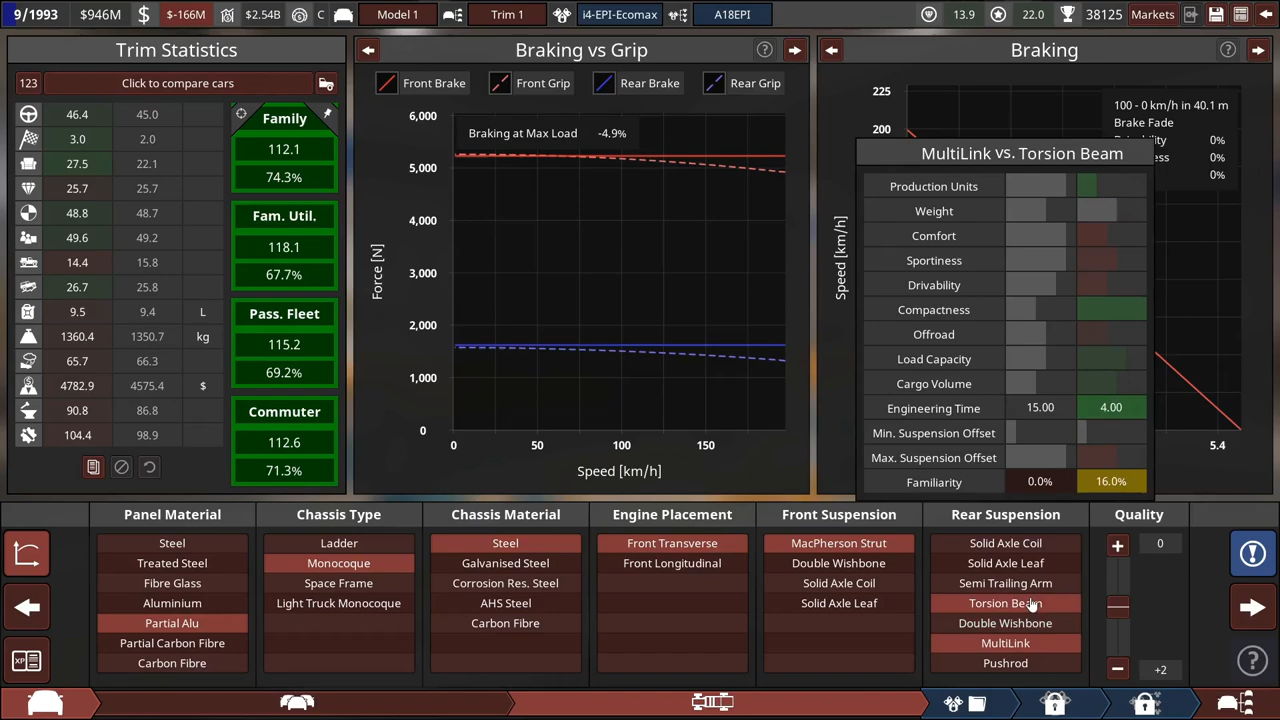 9/1993 $946M $-166M $2.54B C Model 1 Trim 1 i4-EPI-Ecomax A18EPI 13.9 22.0 38125 Markets
Trim Statistics
123 Click to compare cars
46.4 45.0
3.0 2.0
27.5 22.1
25.7 25.7
48.8 48.7
49.6 49.2
14.4 15.8
26.7 25.8
9.5 9.4 L
1360.4 1350.7 kg
65.7 66.3
4782.9 4575.4 $
90.8 86.8
104.4 98.9
Family
112.1
74.3%
Fam. Util.
118.1
67.7%
Pass. Fleet
115.2
69.2%
Commuter
112.6
71.3%
Braking vs Grip
?
Front Brake Front Grip Rear Brake Rear Grip
Braking at Max Load -4.9%
Force [N]
6,000
5,000
4,000
3,000
2,000
1,000
0
0 50 100 150
Speed [km/h]
Braking
?
225
200
Speed [km/h]
100 - 0 km/h in 40.1 m
Brake Fade
0%
0%
0%
5.4
MultiLink vs. Torsion Beam
Production Units
Weight
Comfort
Sportiness
Drivability
Compactness
Offroad
Load Capacity
Cargo Volume
Engineering Time 15.00 4.00
Min. Suspension Offset
Max. Suspension Offset
Familiarity 0.0% 16.0%
Panel Material
Steel
Treated Steel
Fibre Glass
Aluminium
Partial Alu
Partial Carbon Fibre
Carbon Fibre
Chassis Type
Ladder
Monocoque
Space Frame
Light Truck Monocoque
Chassis Material
Steel
Galvanised Steel
Corrosion Res. Steel
AHS Steel
Carbon Fibre
Engine Placement
Front Transverse
Front Longitudinal
Front Suspension
MacPherson Strut
Double Wishbone
Solid Axle Coil
Solid Axle Leaf
Rear Suspension
Solid Axle Coil
Solid Axle Leaf
Semi Trailing Arm
Torsion Beam
Double Wishbone
MultiLink
Pushrod
Quality
+ 0
- +2
?